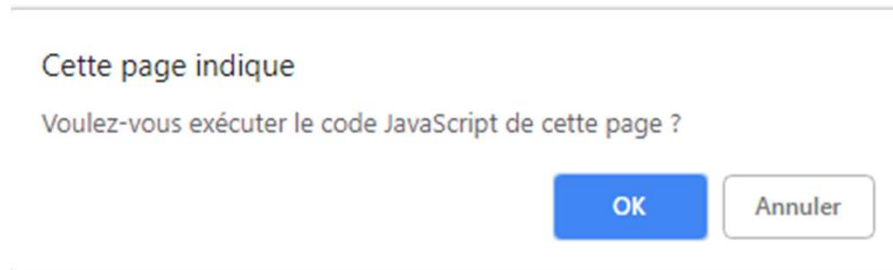 Cette page indique
Voulez-vous exécuter le code JavaScript de cette page ?
OK Annuler